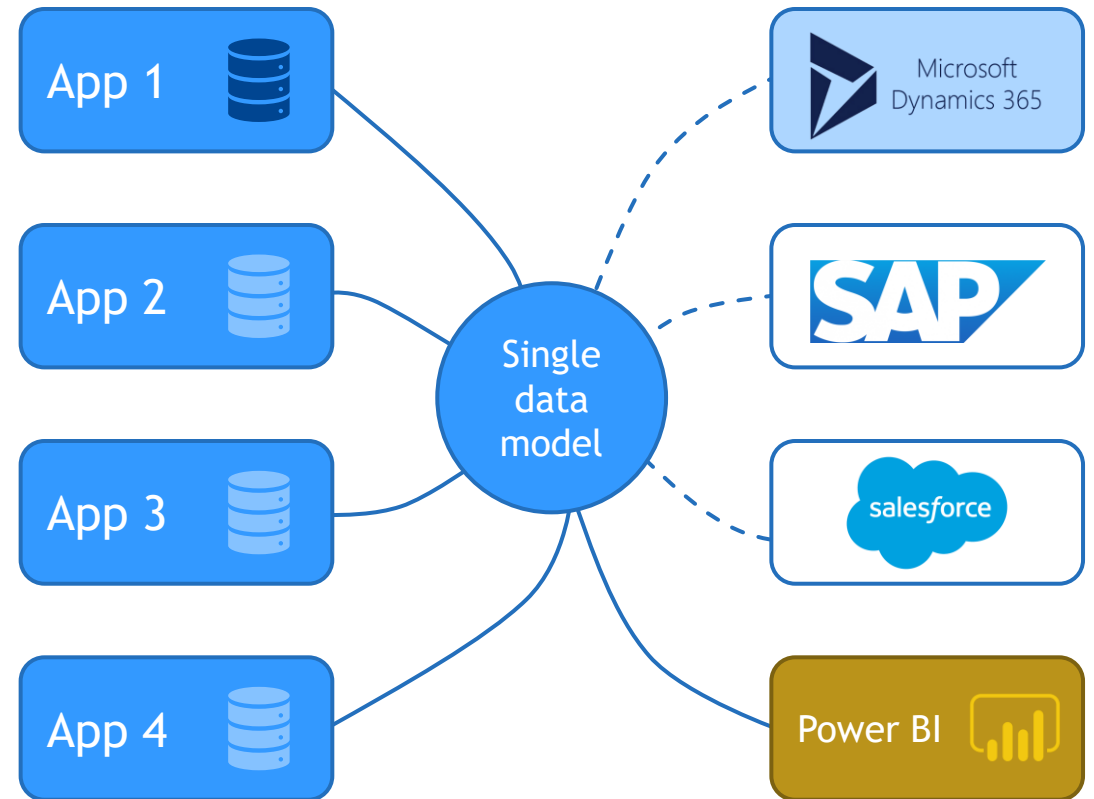 App 1
Microsoft
Dynamics 365
App 2
SAP
Single
data
model
App 3
salesforce
App 4
Power BI